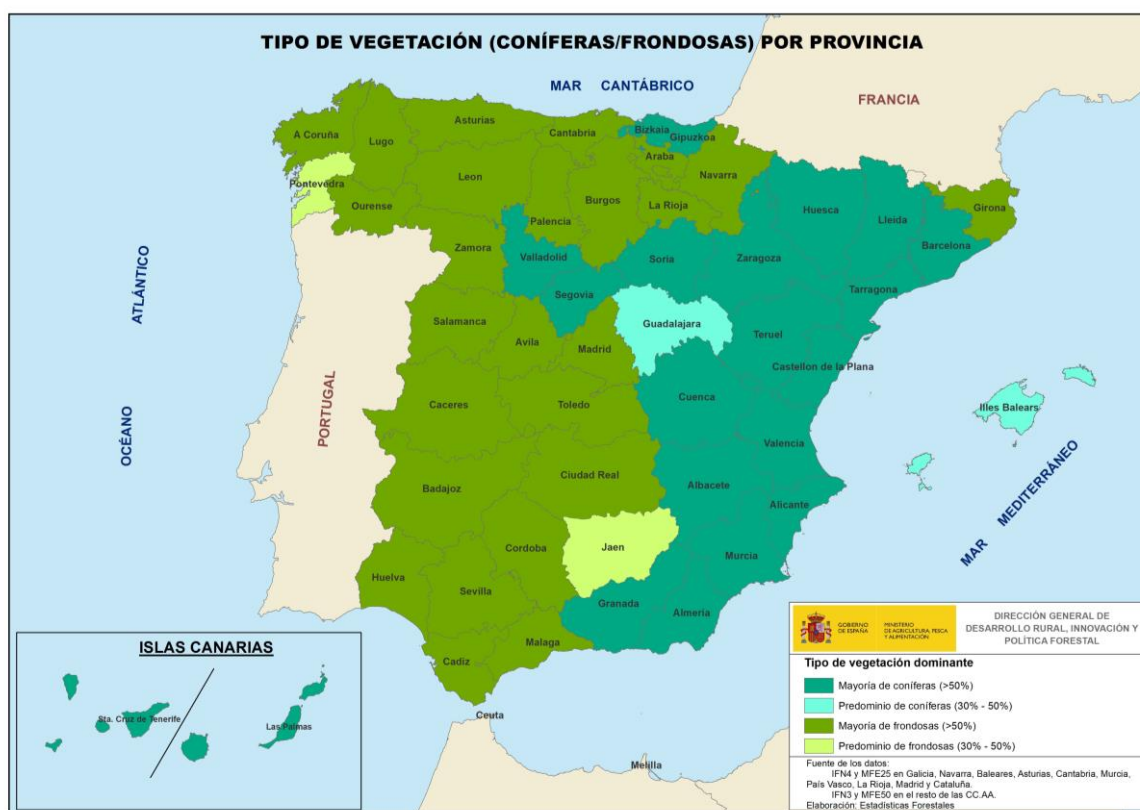 TIPO DE VEGETACIÓN (CONÍFERAS/FRONDOSAS) POR PROVINCIA
MAR CANTÁBRICO
FRANCIA
A Coruña
Lugo
Asturias
Cantabria
Bizkaia
Gipuzkoa
Araba
Navarra
Pontevedra
Ourense
Leon
Palencia
Burgos
La Rioja
Huesca
Lleida
Girona
Barcelona
Zamora
Valladolid
Soria
Zaragoza
Tarragona
Segovia
Salamanca
Avila
Madrid
Guadalajara
Teruel
Castellon de la Plana
OCÉANO ATLÁNTICO
PORTUGAL
Caceres
Toledo
Cuenca
Valencia
Illes Balears
MAR MEDITERRÁNEO
Badajoz
Ciudad Real
Albacete
Alicante
Huelva
Sevilla
Cordoba
Jaen
Murcia
Granada
Almeria
Malaga
Cadiz
Ceuta
Melilla
ISLAS CANARIAS
Sta. Cruz de Tenerife
Las Palmas
GOBIERNO
DE ESPAÑA
MINISTERIO
DE AGRICULTURA, PESCA
Y ALIMENTACIÓN
DIRECCIÓN GENERAL DE
DESARROLLO RURAL, INNOVACIÓN Y
POLÍTICA FORESTAL
Tipo de vegetación dominante
Mayoría de coníferas (>50%)
Predominio de coníferas (30% - 50%)
Mayoría de frondosas (>50%)
Predominio de frondosas (30% - 50%)
Fuente de los datos:
IFN4 y MFE25 en Galicia, Navarra, Baleares, Asturias, Cantabria, Murcia,
País Vasco, La Rioja, Madrid y Cataluña.
IFN3 y MFE50 en el resto de las CC.AA.
Elaboración: Estadísticas Forestales